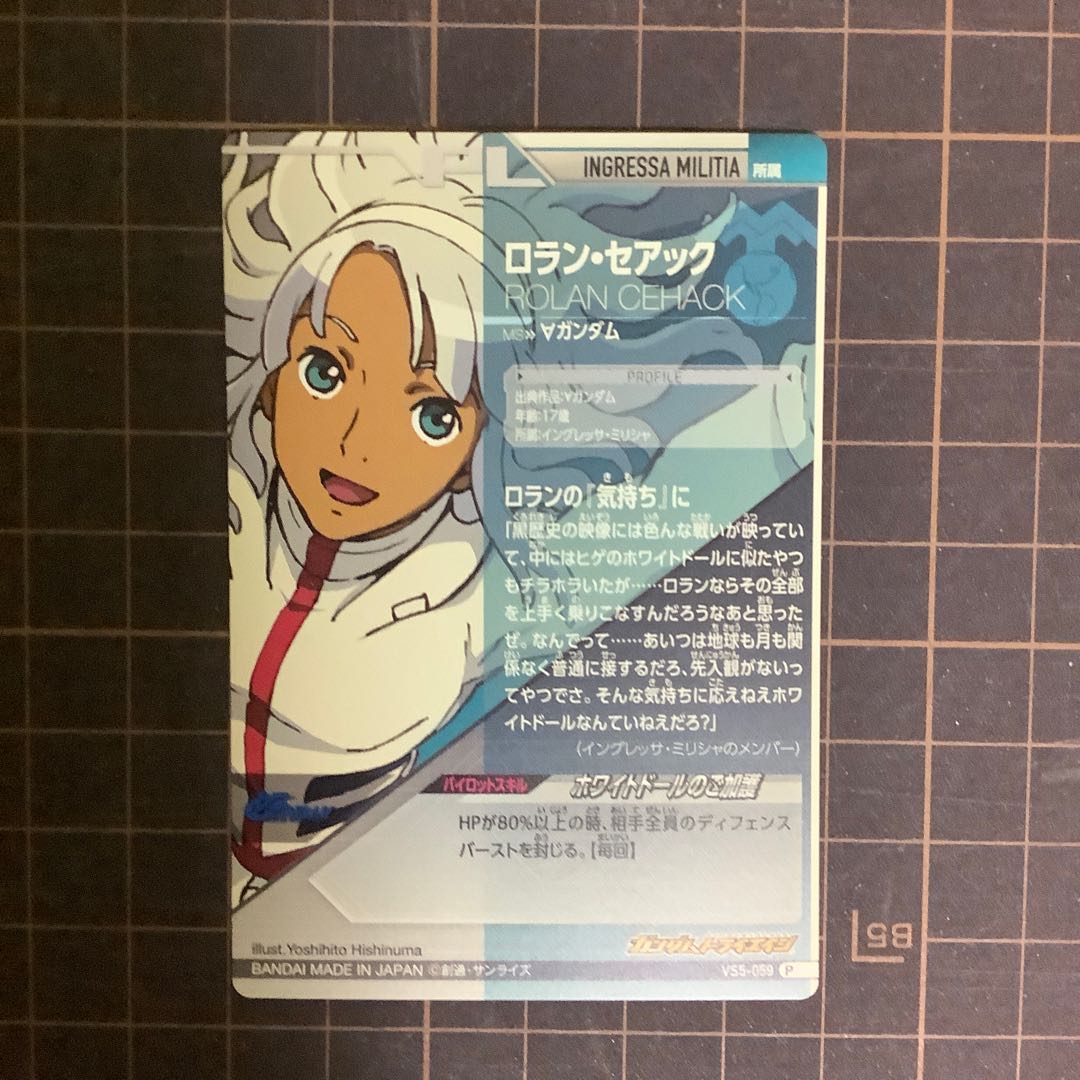 INGRESSA MILITIA 所属
ロラン・セアック
ROLAN CEHACK
MS» ∀ガンダム
PROFILE
出典作品:∀ガンダム
年齢:17歳
所属:イングレッサ・ミリシャ
ロランの『気持ち』に
「黒歴史の映像には色んな戦いが映ってい
て、中にはヒゲのホワイトドールに似たやつ
もチラホラいたが……ロランならその全部
を上手く乗りこなすんだろうなあと思った
ぜ。なんでって……あいつは地球も月も関
係なく普通に接するだろ、先入観がないっ
てやつでさ。そんな気持ちに応えねえホワ
イトドールなんていねえだろ?」
(イングレッサ・ミリシャのメンバー)
パイロットスキル ホワイトドールのご加護
HPが80%以上の時、相手全員のディフェンス
バーストを封じる。【毎回】
illust.Yoshihito Hishinuma
ガンダムトライエイジ
BANDAI MADE IN JAPAN ©創通・サンライズ
VS5-059 P
B5